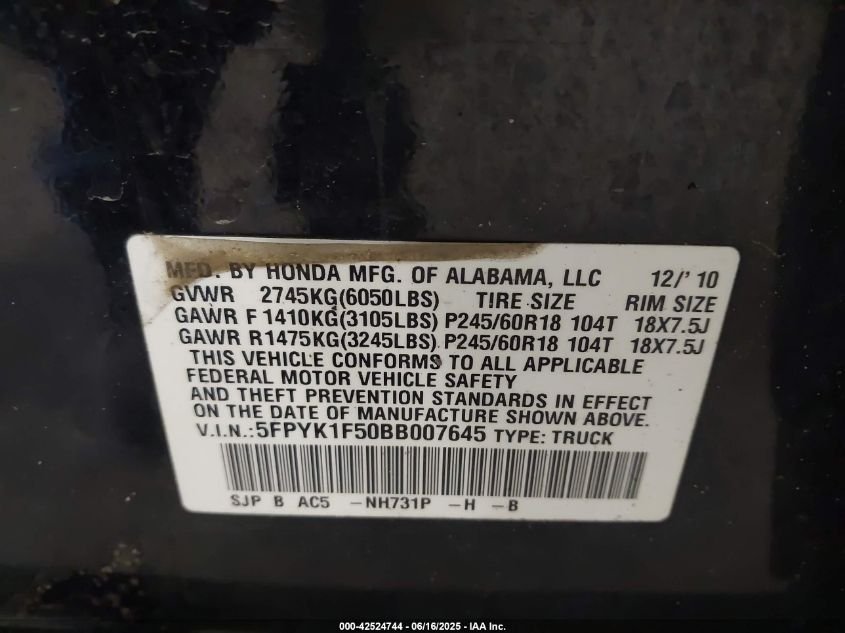 MFD. BY HONDA MFG. OF ALABAMA, LLC 12/'10
GVWR 2745KG(6050LBS) TIRE SIZE RIM SIZE
GAWR F 1410KG(3105LBS) P245/60R18 104T 18X7.5J
GAWR R1475KG(3245LBS) P245/60R18 104T 18X7.5J
THIS VEHICLE CONFORMS TO ALL APPLICABLE
FEDERAL MOTOR VEHICLE SAFETY
AND THEFT PREVENTION STANDARDS IN EFFECT
ON THE DATE OF MANUFACTURE SHOWN ABOVE.
V.I.N.:5FPYK1F50BB007645 TYPE: TRUCK
SJP B AC5 -NH731P -H -B
000-42524744 - 06/16/2025 - IAA Inc.